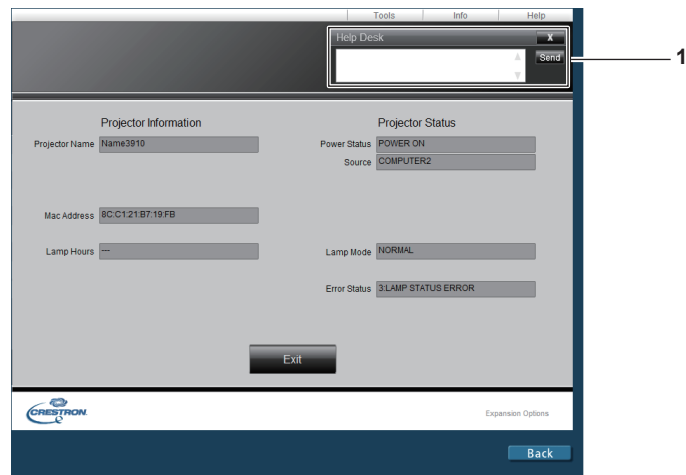 Tools Info Help
Help Desk X
Send
1
Projector Information Projector Status
Projector Name Name3910 Power Status POWER ON
Source COMPUTER2
Mac Address 8C:C1:21:B7:19:FB
Lamp Hours --- Lamp Mode NORMAL
Error Status 3:LAMP STATUS ERROR
Exit
CRESTRON Expansion Options
Back